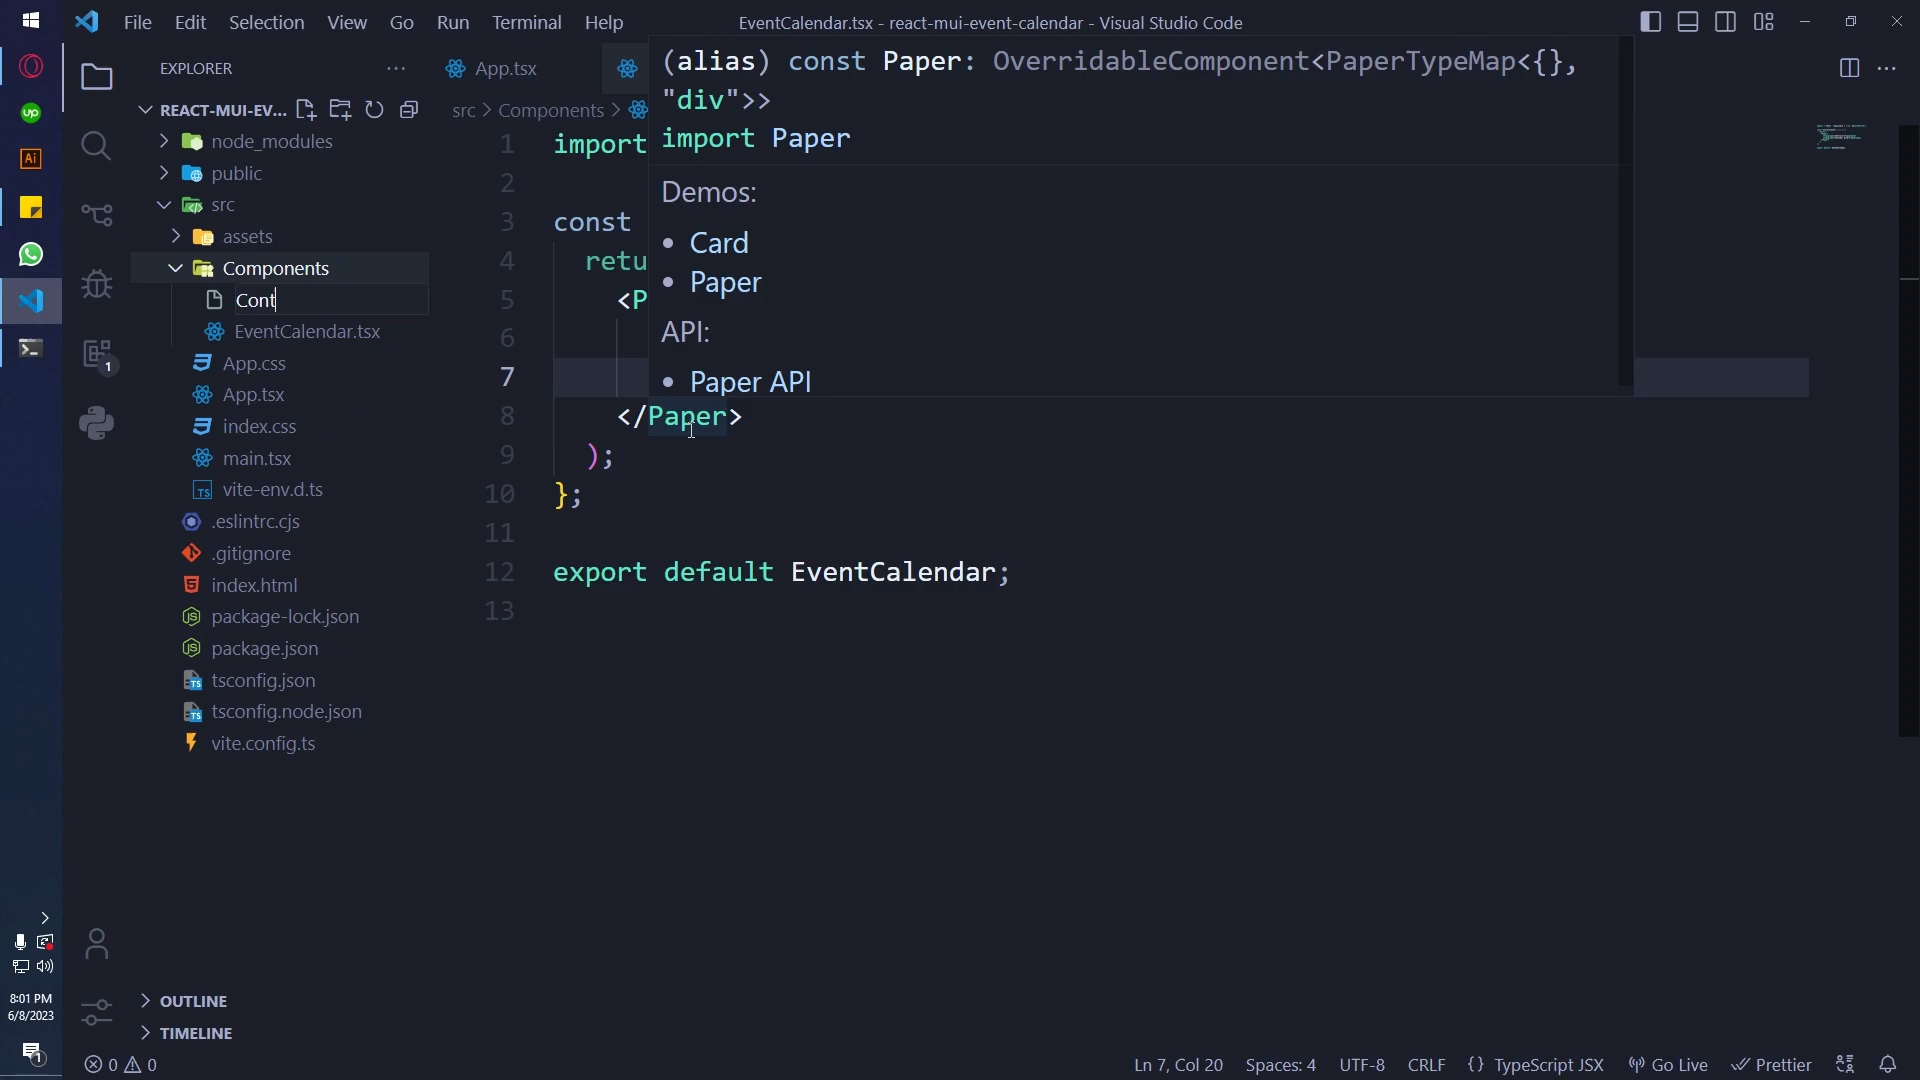 File Edit Selection View Go Run Terminal Help
EventCalendar.tsx - react-mui-event-calendar - Visual Studio Code
EXPLORER
REACT-MUI-EV...
node_modules
public
src
assets
Components
Cont
EventCalendar.tsx
App.css
App.tsx
index.css
main.tsx
vite-env.d.ts
.eslintrc.cjs
.gitignore
index.html
package-lock.json
package.json
tsconfig.json
tsconfig.node.json
vite.config.ts
OUTLINE
TIMELINE
App.tsx
src > Components >
1 import
2
3 const
4 retu
5 <P
6
7
8 </Paper>
9 );
10 };
11
12 export default EventCalendar;
13
(alias) const Paper: OverridableComponent<PaperTypeMap<{},
"div">>
import Paper
Demos:
• Card
• Paper
API:
• Paper API
up
Ai
1
8:01 PM
6/8/2023
1
0 0
Ln 7, Col 20 Spaces: 4 UTF-8 CRLF {} TypeScript JSX Go Live Prettier